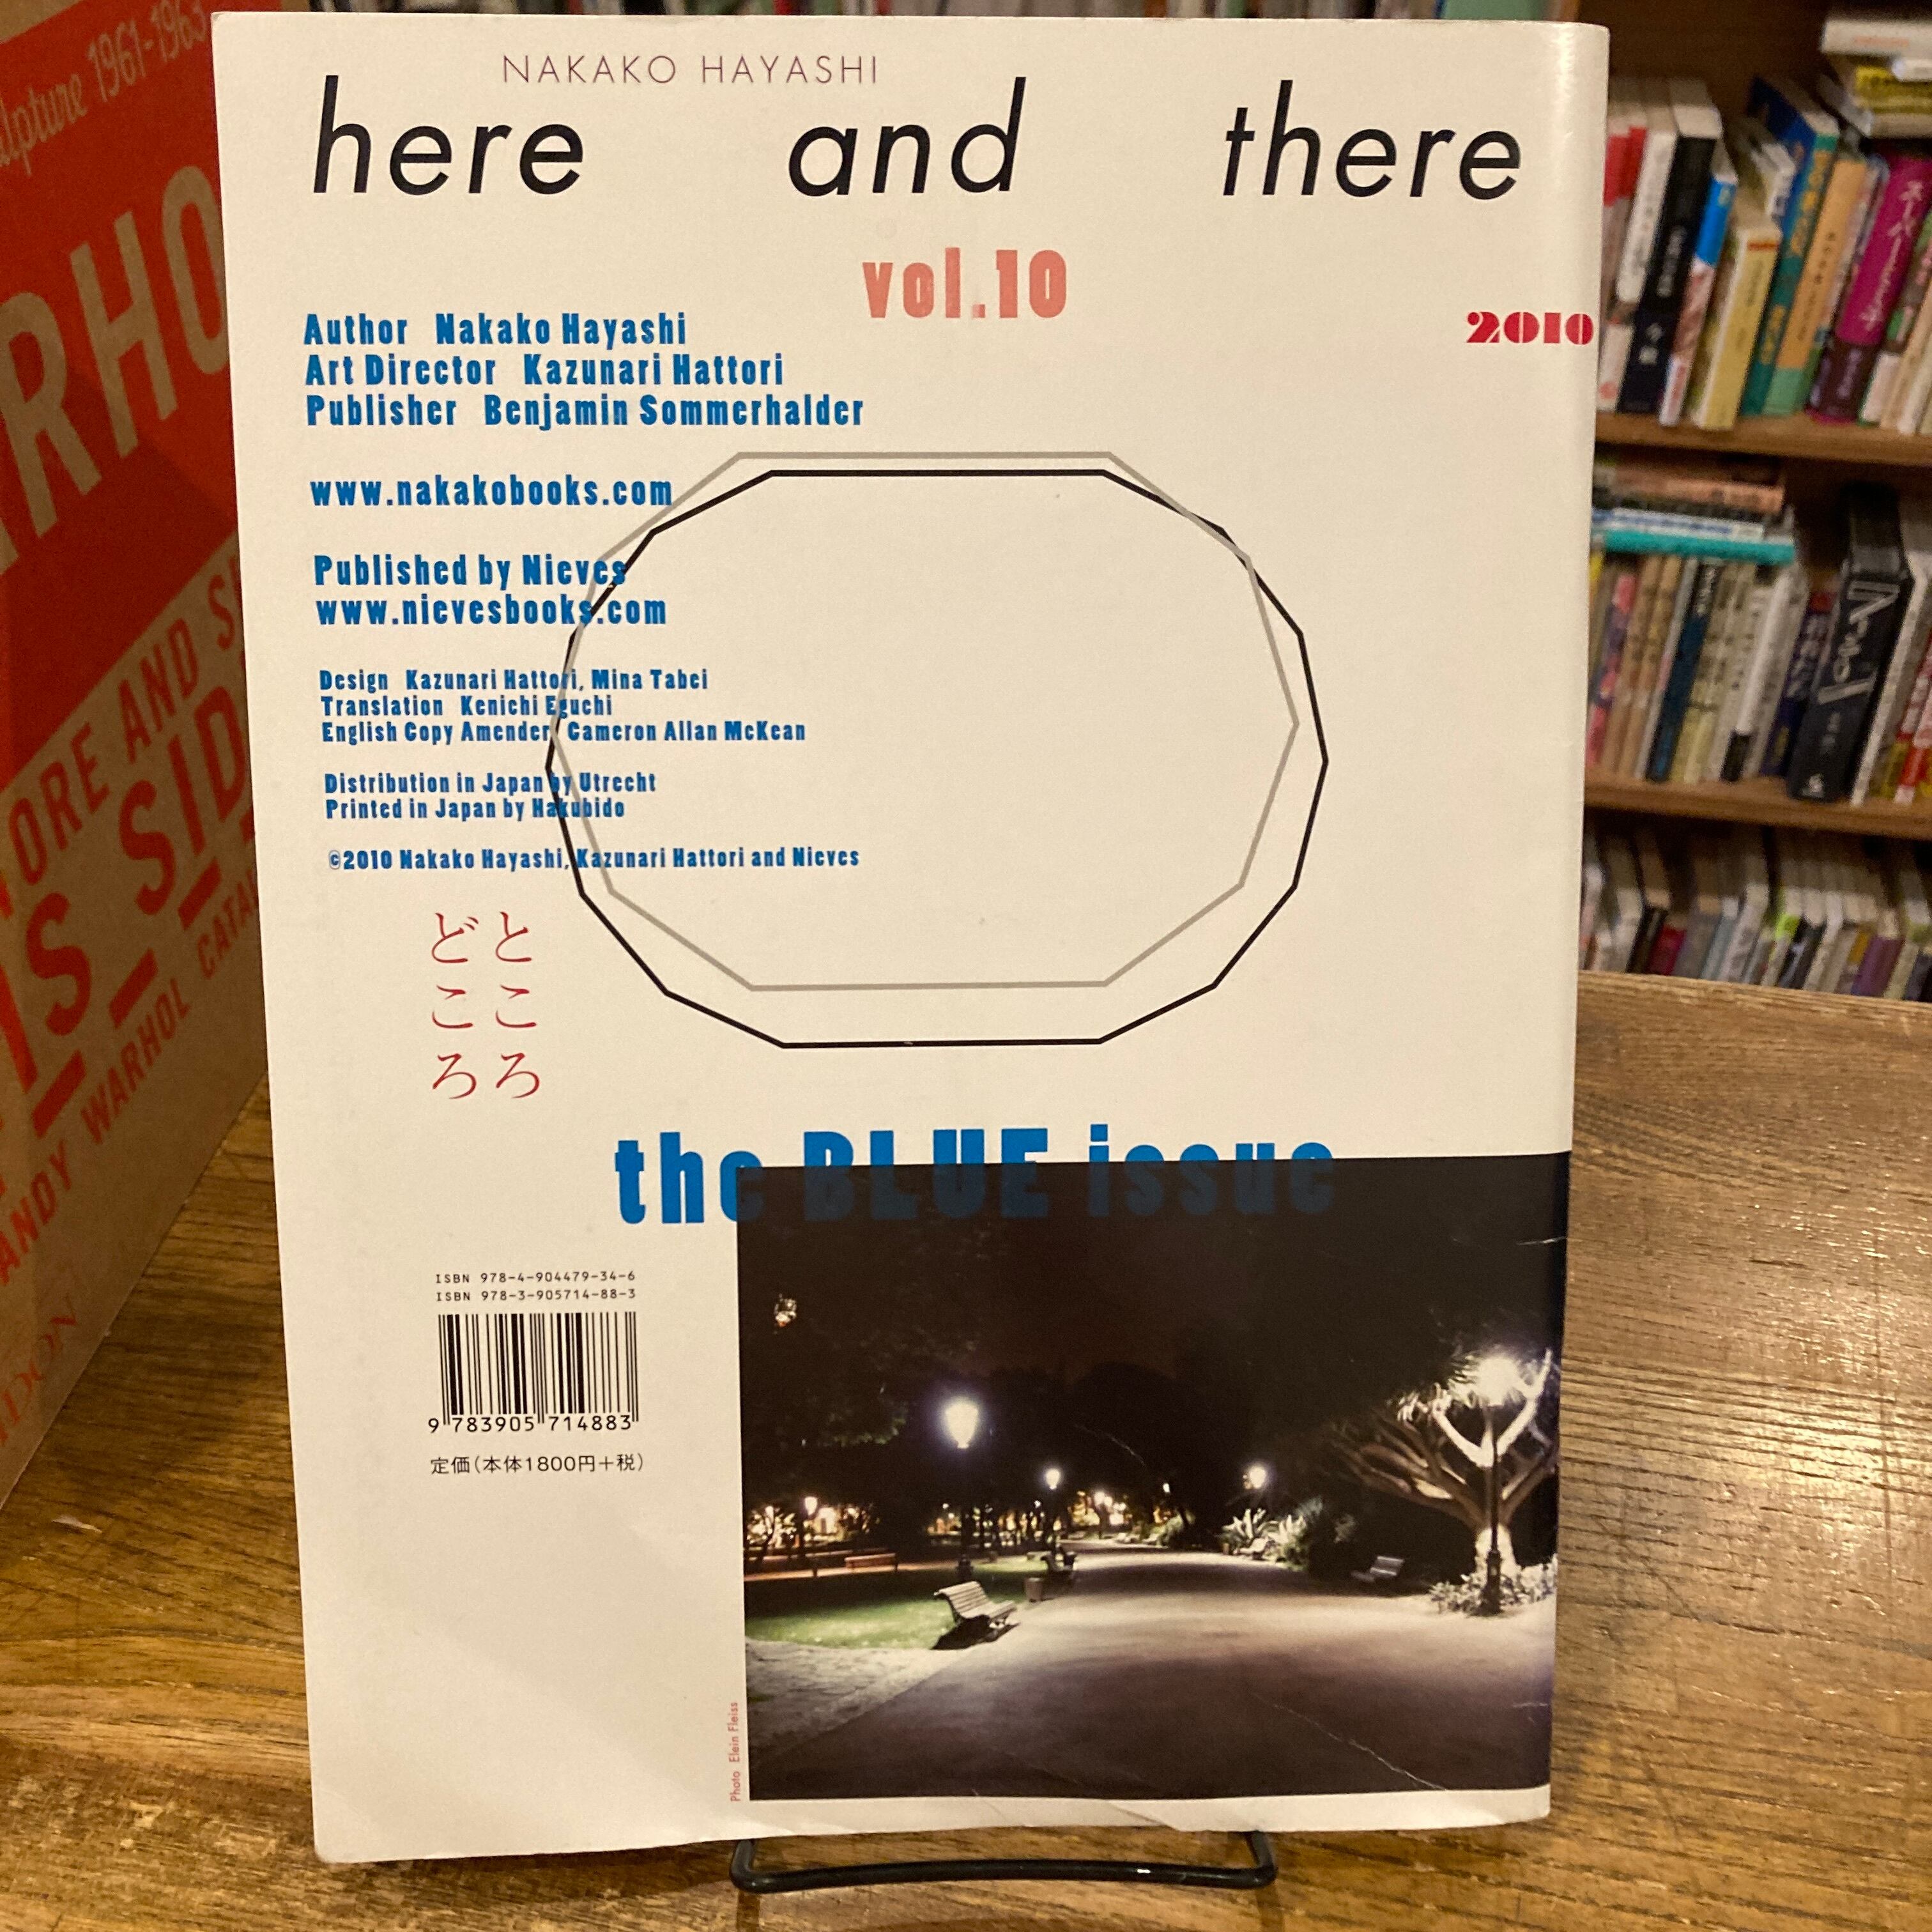 NAKAKO HAYASHI
here and there
vol.10
2010
Author Nakako Hayashi
Art Director Kazunari Hattori
Publisher Benjamin Sommerhalder
www.nakakobooks.com
Published by Nieves
www.nievesbooks.com
Design Kazunari Hattori, Mina Tabei
Translation Kenichi Eguchi
English Copy Amender Cameron Allan McKean
Distribution in Japan by Utrecht
Printed in Japan by Hakubido
©2010 Nakako Hayashi, Kazunari Hattori and Nieves
ところ
どころ
the BLUE issue
ISBN 978-4-904479-34-6
ISBN 978-3-905714-88-3
9 783905 714883
定価(本体1800円+税)
Photo Elein Fleiss
1961-1963
AND
ANDY WARHOL